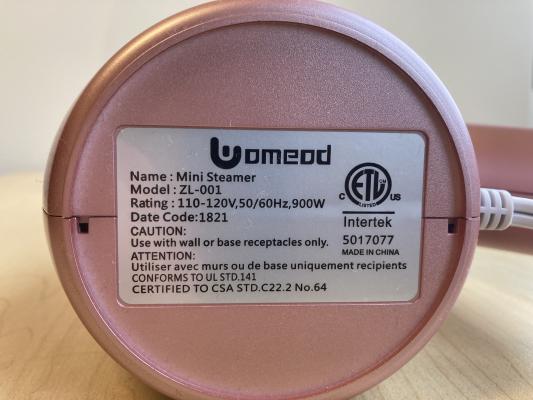 Womeod
Name : Mini Steamer
Model : ZL-001
Rating : 110-120V,50/60Hz,900W
Date Code:1821
CAUTION:
Use with wall or base receptacles only.
ATTENTION:
Utiliser avec murs ou de base uniquement recipients
CONFORMS TO UL STD.141
CERTIFIED TO CSA STD.C22.2 No.64
ETL
CM
LISTED
C US
Intertek
5017077
MADE IN CHINA